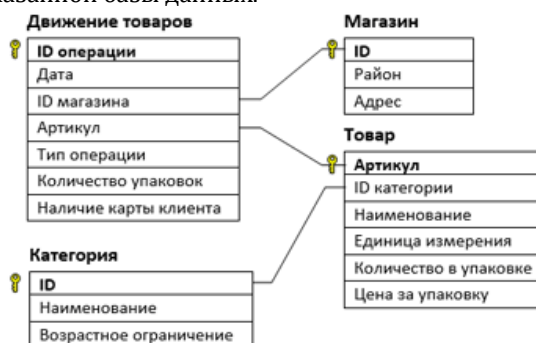 Движение товаров
ID операции
Дата
ID магазина
Артикул
Тип операции
Количество упаковок
Наличие карты клиента
Магазин
ID
Район
Адрес
Товар
Артикул
ID категории
Наименование
Единица измерения
Количество в упаковке
Цена за упаковку
Категория
ID
Наименование
Возрастное ограничение